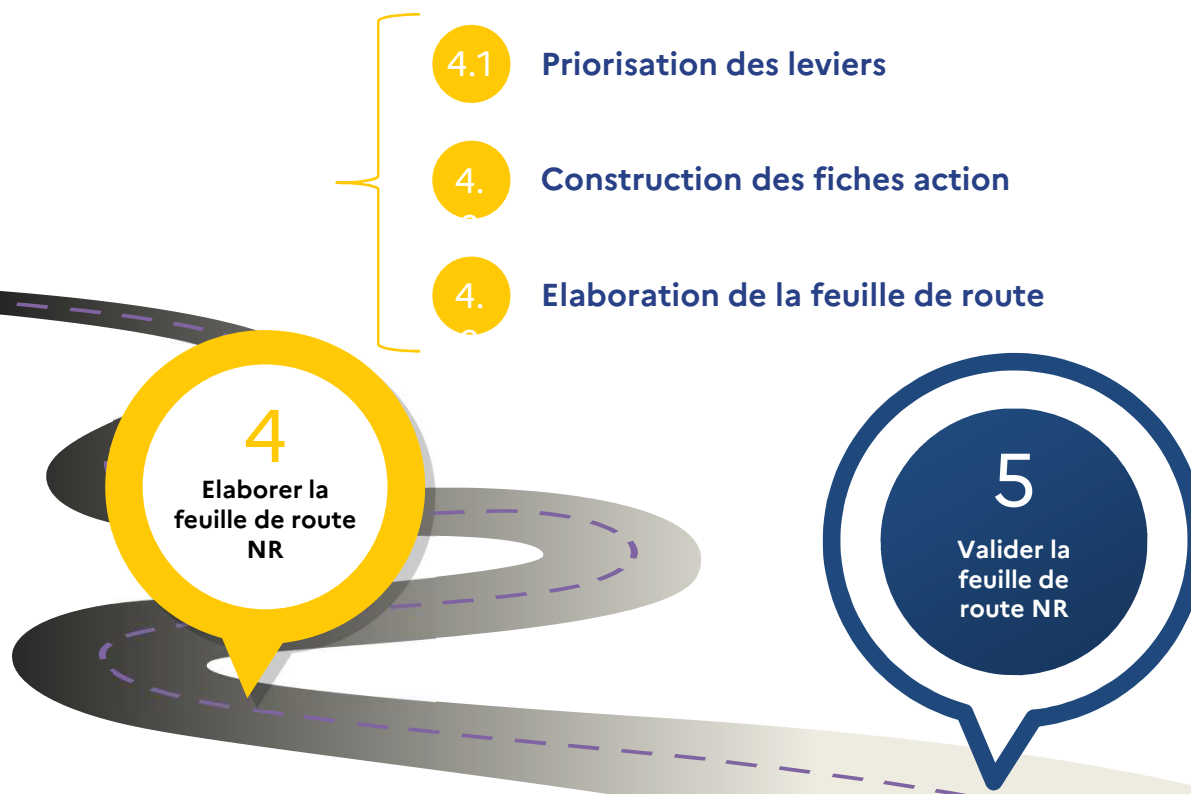 4.1 Priorisation des leviers
4. Construction des fiches action
4. Elaboration de la feuille de route
4
Elaborer la
feuille de route
NR
5
Valider la
feuille de
route NR